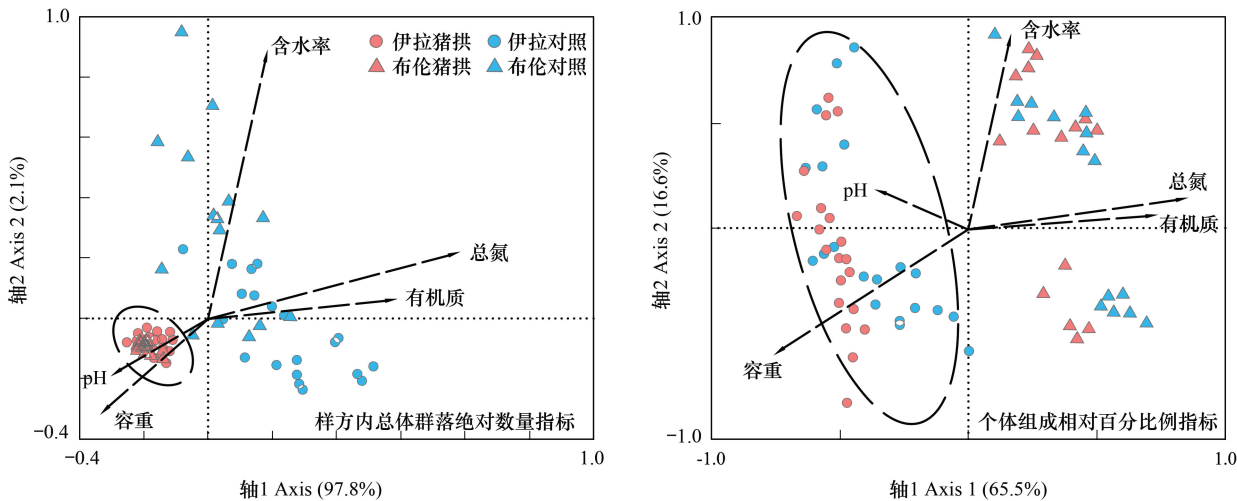 1.0
含水率
伊拉猪拱
伊拉对照
布伦猪拱
布伦对照
总氮
有机质
pH
容重
样方内总体群落绝对数量指标
−0.4
−0.4
1.0
轴1 Axis (97.8%)
轴2 Axis 2 (2.1%)
1.0
含水率
总氮
pH
有机质
容重
个体组成相对百分比例指标
−1.0
-1.0
1.0
轴1 Axis 1 (65.5%)
轴2 Axis 2 (16.6%)